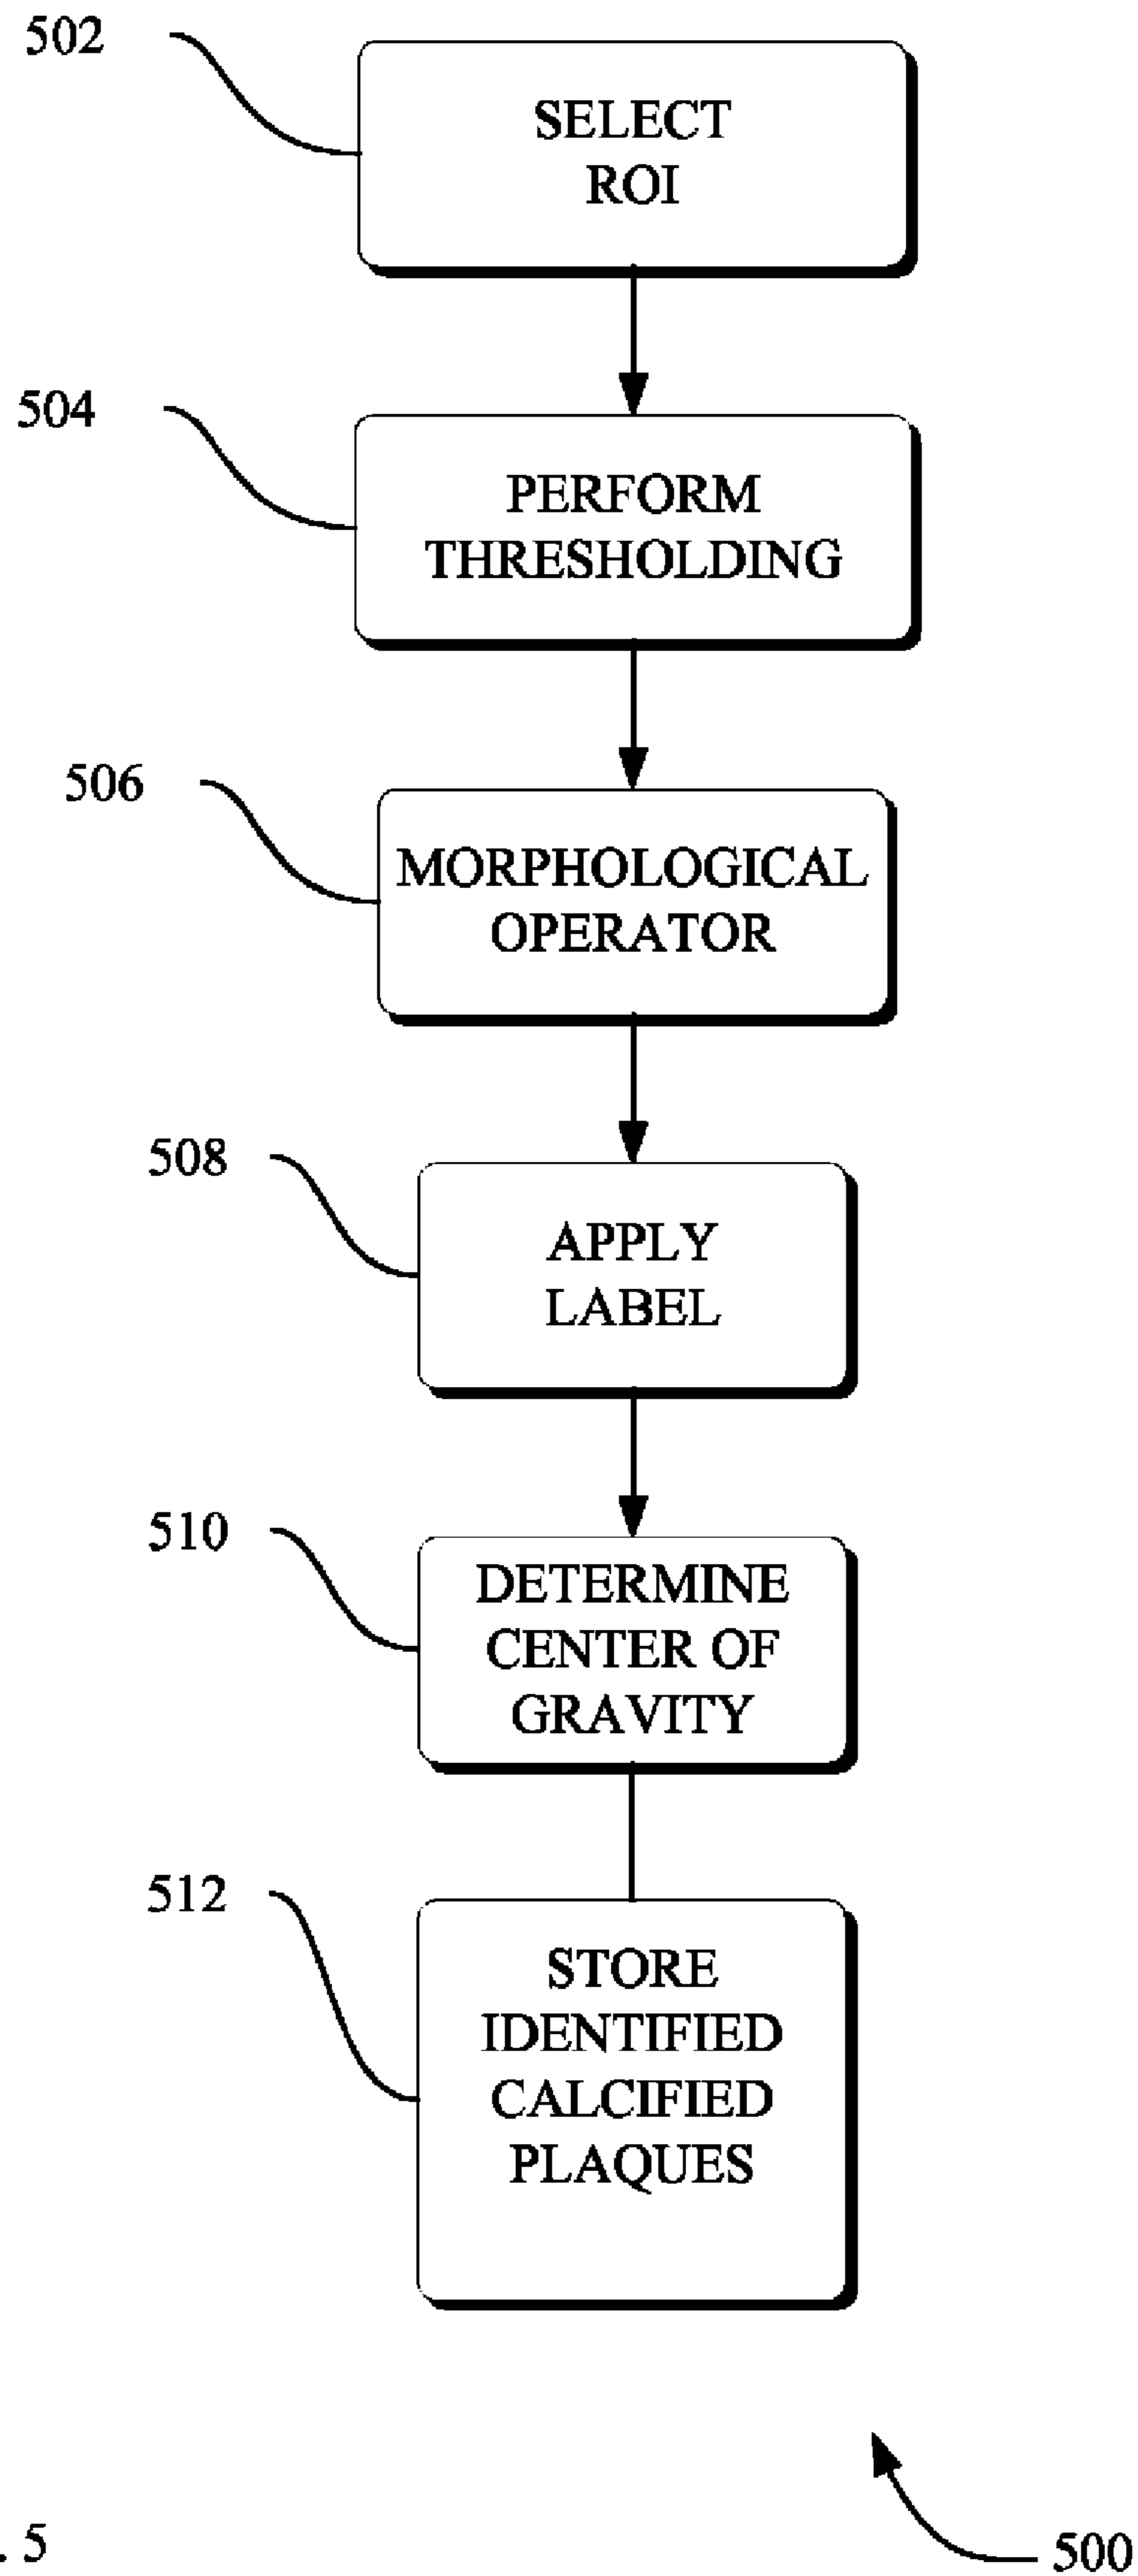 502
SELECT
ROI
504
PERFORM
THRESHOLDING
506
MORPHOLOGICAL
OPERATOR
508
APPLY
LABEL
510
DETERMINE
CENTER OF
GRAVITY
512
STORE
IDENTIFIED
CALCIFIED
PLAQUES
. 5
500